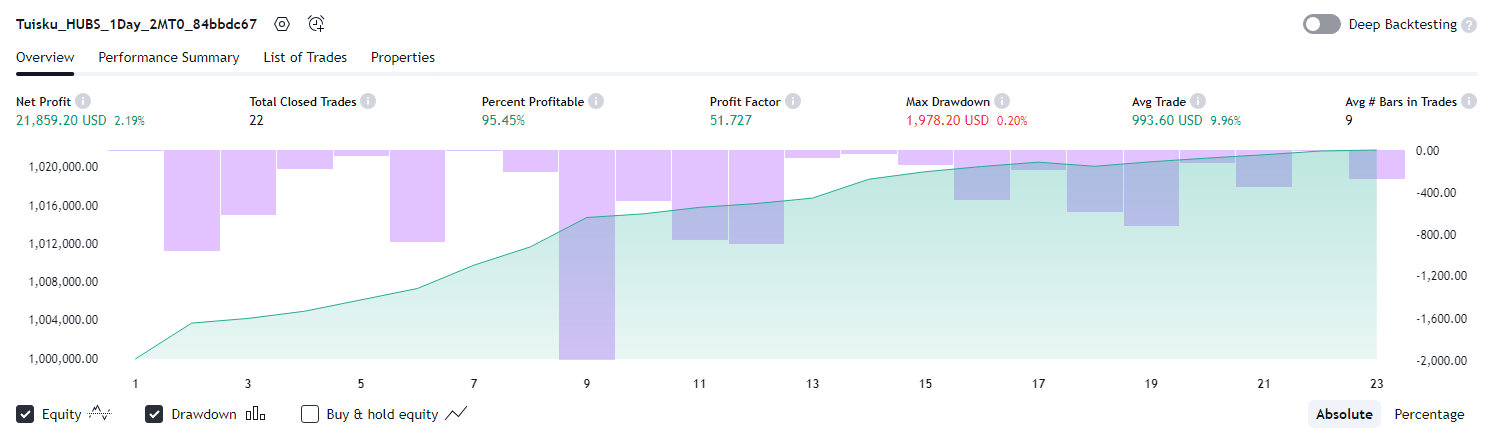 Tuisku_HUBS_1Day_2MT0_84bbdc67
Deep Backtesting ?
Overview Performance Summary List of Trades Properties
Net Profit i Total Closed Trades i Percent Profitable i Profit Factor i Max Drawdown i Avg Trade i Avg # Bars in Trades i
21,859.20 USD 2.19% 22 95.45% 51.727 1,978.20 USD 0.20% 993.60 USD 9.96% 9
1,020,000.00
1,016,000.00
1,012,000.00
1,008,000.00
1,004,000.00
1,000,000.00
0.00
-400.00
-800.00
-1,200.00
-1,600.00
-2,000.00
1 3 5 7 9 11 13 15 17 19 21 23
Equity Drawdown Buy & hold equity Absolute Percentage